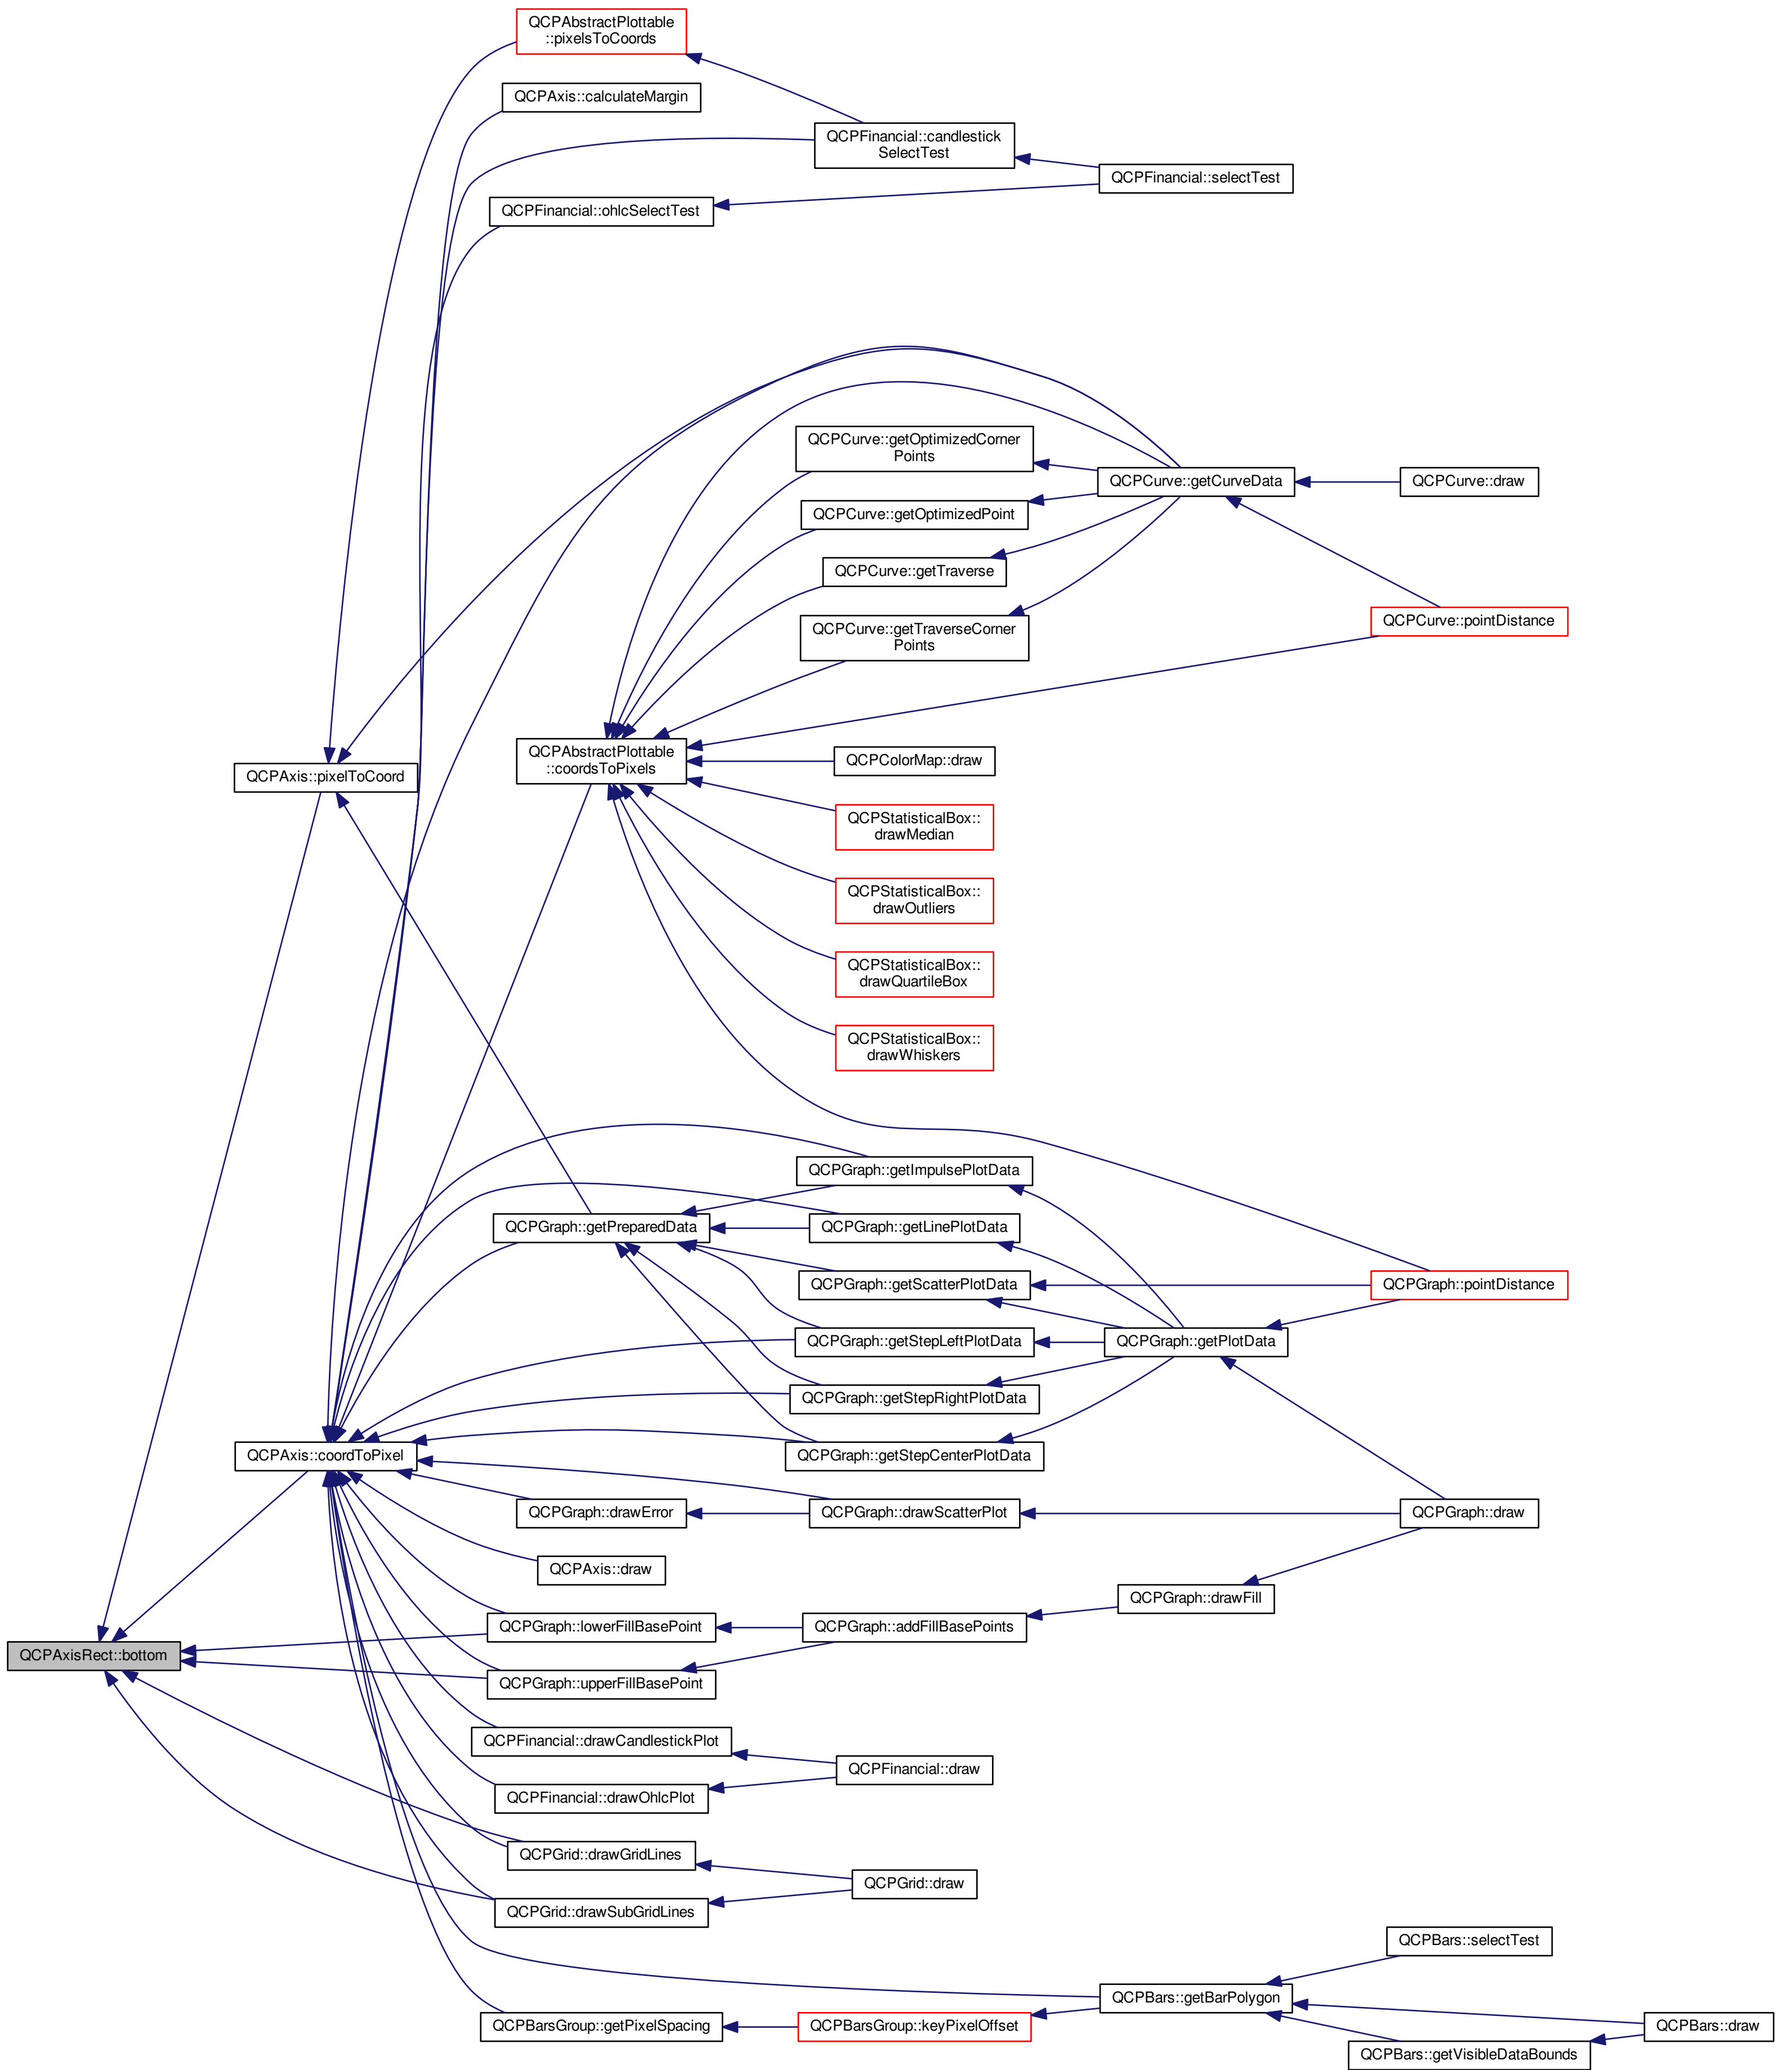 QCPAbstractPlottable
::pixelsToCoords
QCPAxis::calculateMargin
QCPFinancial::candlestick
SelectTest
QCPFinancial::selectTest
QCPFinancial::ohlcSelectTest
QCPCurve::getOptimizedCorner
Points
QCPCurve::getCurveData
QCPCurve::draw
QCPCurve::getOptimizedPoint
QCPCurve::getTraverse
QCPCurve::getTraverseCorner
Points
QCPCurve::pointDistance
QCPAbstractPlottable
::coordsToPixels
QCPColorMap::draw
QCPAxis::pixelToCoord
QCPStatisticalBox::
drawMedian
QCPStatisticalBox::
drawOutliers
QCPStatisticalBox::
drawQuartileBox
QCPStatisticalBox::
drawWhiskers
QCPGraph::getImpulsePlotData
QCPGraph::getPreparedData
QCPGraph::getLinePlotData
QCPGraph::getScatterPlotData
QCPGraph::pointDistance
QCPGraph::getStepLeftPlotData
QCPGraph::getPlotData
QCPGraph::getStepRightPlotData
QCPAxis::coordToPixel
QCPGraph::getStepCenterPlotData
QCPGraph::drawError
QCPGraph::drawScatterPlot
QCPGraph::draw
QCPAxis::draw
QCPGraph::drawFill
QCPGraph::lowerFillBasePoint
QCPGraph::addFillBasePoints
QCPAxisRect::bottom
QCPGraph::upperFillBasePoint
QCPFinancial::drawCandlestickPlot
QCPFinancial::draw
QCPFinancial::drawOhlcPlot
QCPGrid::drawGridLines
QCPGrid::draw
QCPGrid::drawSubGridLines
QCPBars::selectTest
QCPBars::getBarPolygon
QCPBarsGroup::getPixelSpacing
QCPBarsGroup::keyPixelOffset
QCPBars::draw
QCPBars::getVisibleDataBounds